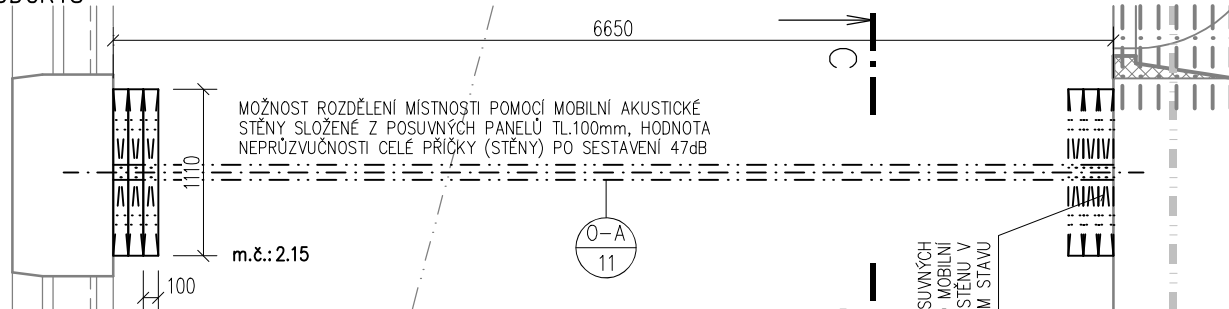 6650
C
MOŽNOST ROZDĚLENÍ MÍSTNOSTI POMOCÍ MOBILNÍ AKUSTICKÉ
STĚNY SLOŽENÉ Z POSUVNÝCH PANELŮ TL.100mm, HODNOTA
NEPRŮZVUČNOSTI CELÉ PŘÍČKY (STĚNY) PO SESTAVENÍ 47dB
1110
m.č.: 2.15
100
O-A
11
MOBILNÍ
STĚNU V
STAVU